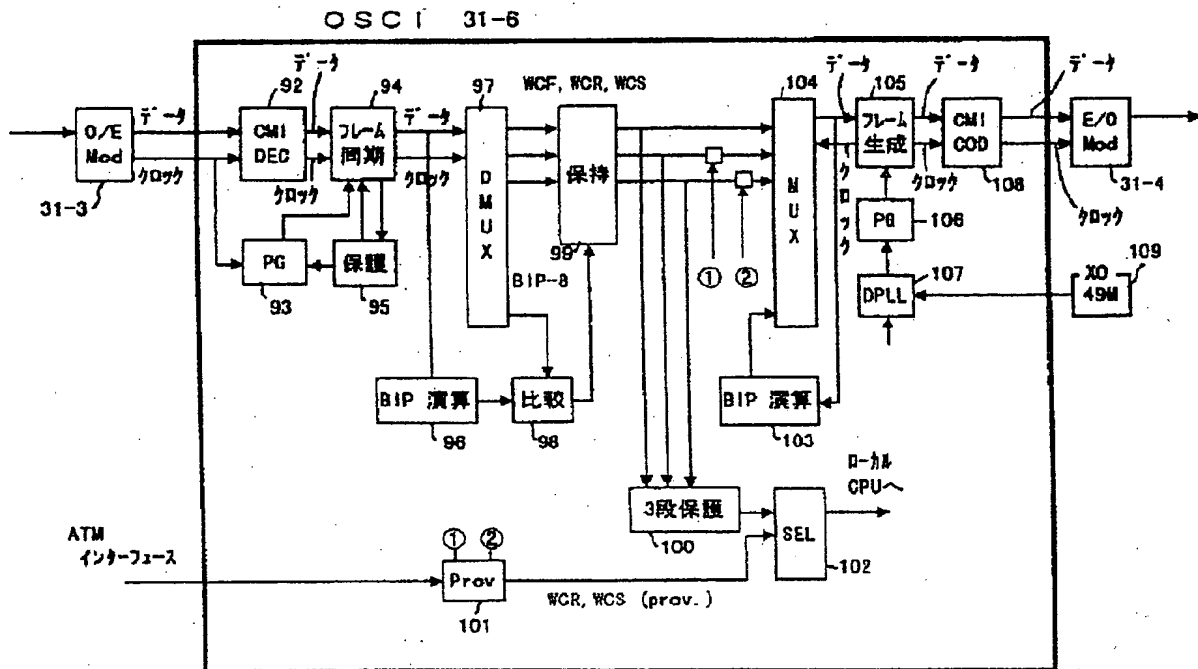 OSCI 31-6
データ
92
データ
94
データ
97
WCF, WCR, WCS
104
データ
105
データ
データ
O/E
Mod
CMI
DEC
フレーム
同期
DMUX
保持
MUX
フレーム
生成
CMI
COD
E/O
Mod
クロック
クロック
クロック
クロック
クロック
クロック
31-3
99
108
31-4
PG
保護
93
95
BIP-8
①
②
PG
106
107
DPLL
XO
49M
109
BIP 演算
96
比較
98
BIP 演算
103
3段保護
100
ローカル
CPUへ
SEL
102
ATM
インターフェース
①
②
Prov
101
WCR, WCS (prov.)